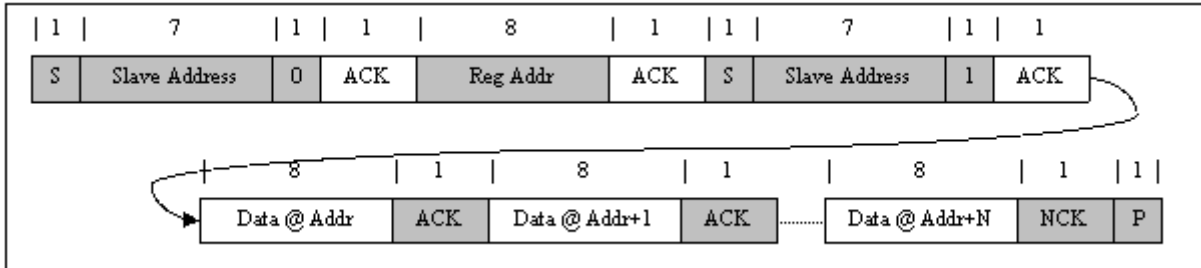 | 1 | 7 | 1 | 1 | 8 | 1 | 1 | 7 | 1 | 1
S Slave Address 0 ACK Reg Addr ACK S Slave Address 1 ACK
| 8 | 1 | 8 | 1 | 8 | 1 | 1 |
Data @ Addr ACK Data @ Addr+1 ACK ........ Data @ Addr+N NCK P